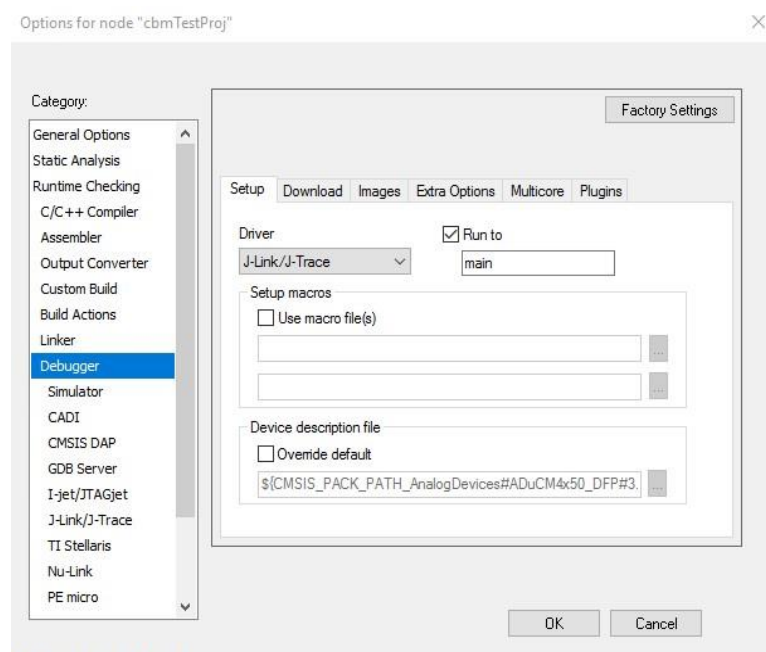 Options for node "cbmTestProj"
Category:
General Options
Static Analysis
Runtime Checking
C/C++ Compiler
Assembler
Output Converter
Custom Build
Build Actions
Linker
Debugger
Simulator
CADI
CMSIS DAP
GDB Server
I-jet/JTAGjet
J-Link/J-Trace
TI Stellaris
Nu-Link
PE micro
Factory Settings
Setup Download Images Extra Options Multicore Plugins
Driver
Run to
J-Link/J-Trace
main
Setup macros
Use macro file(s)
...
...
Device description file
Override default
${CMSIS_PACK_PATH_AnalogDevices#ADuCM4x50_DFP#3.
...
OK Cancel